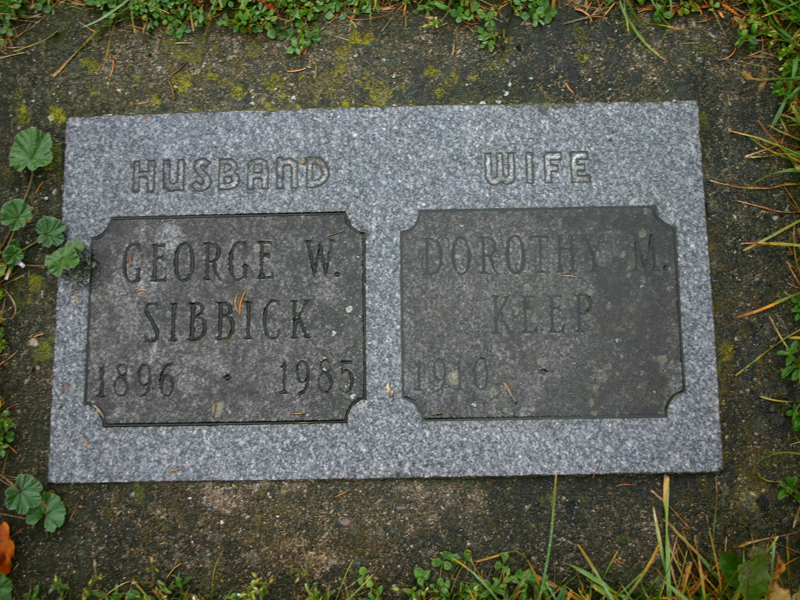 HUSBAND
GEORGE W.
SIBBICK
1896 · 1985
WIFE
DOROTHY M.
KEEP
1910 ·